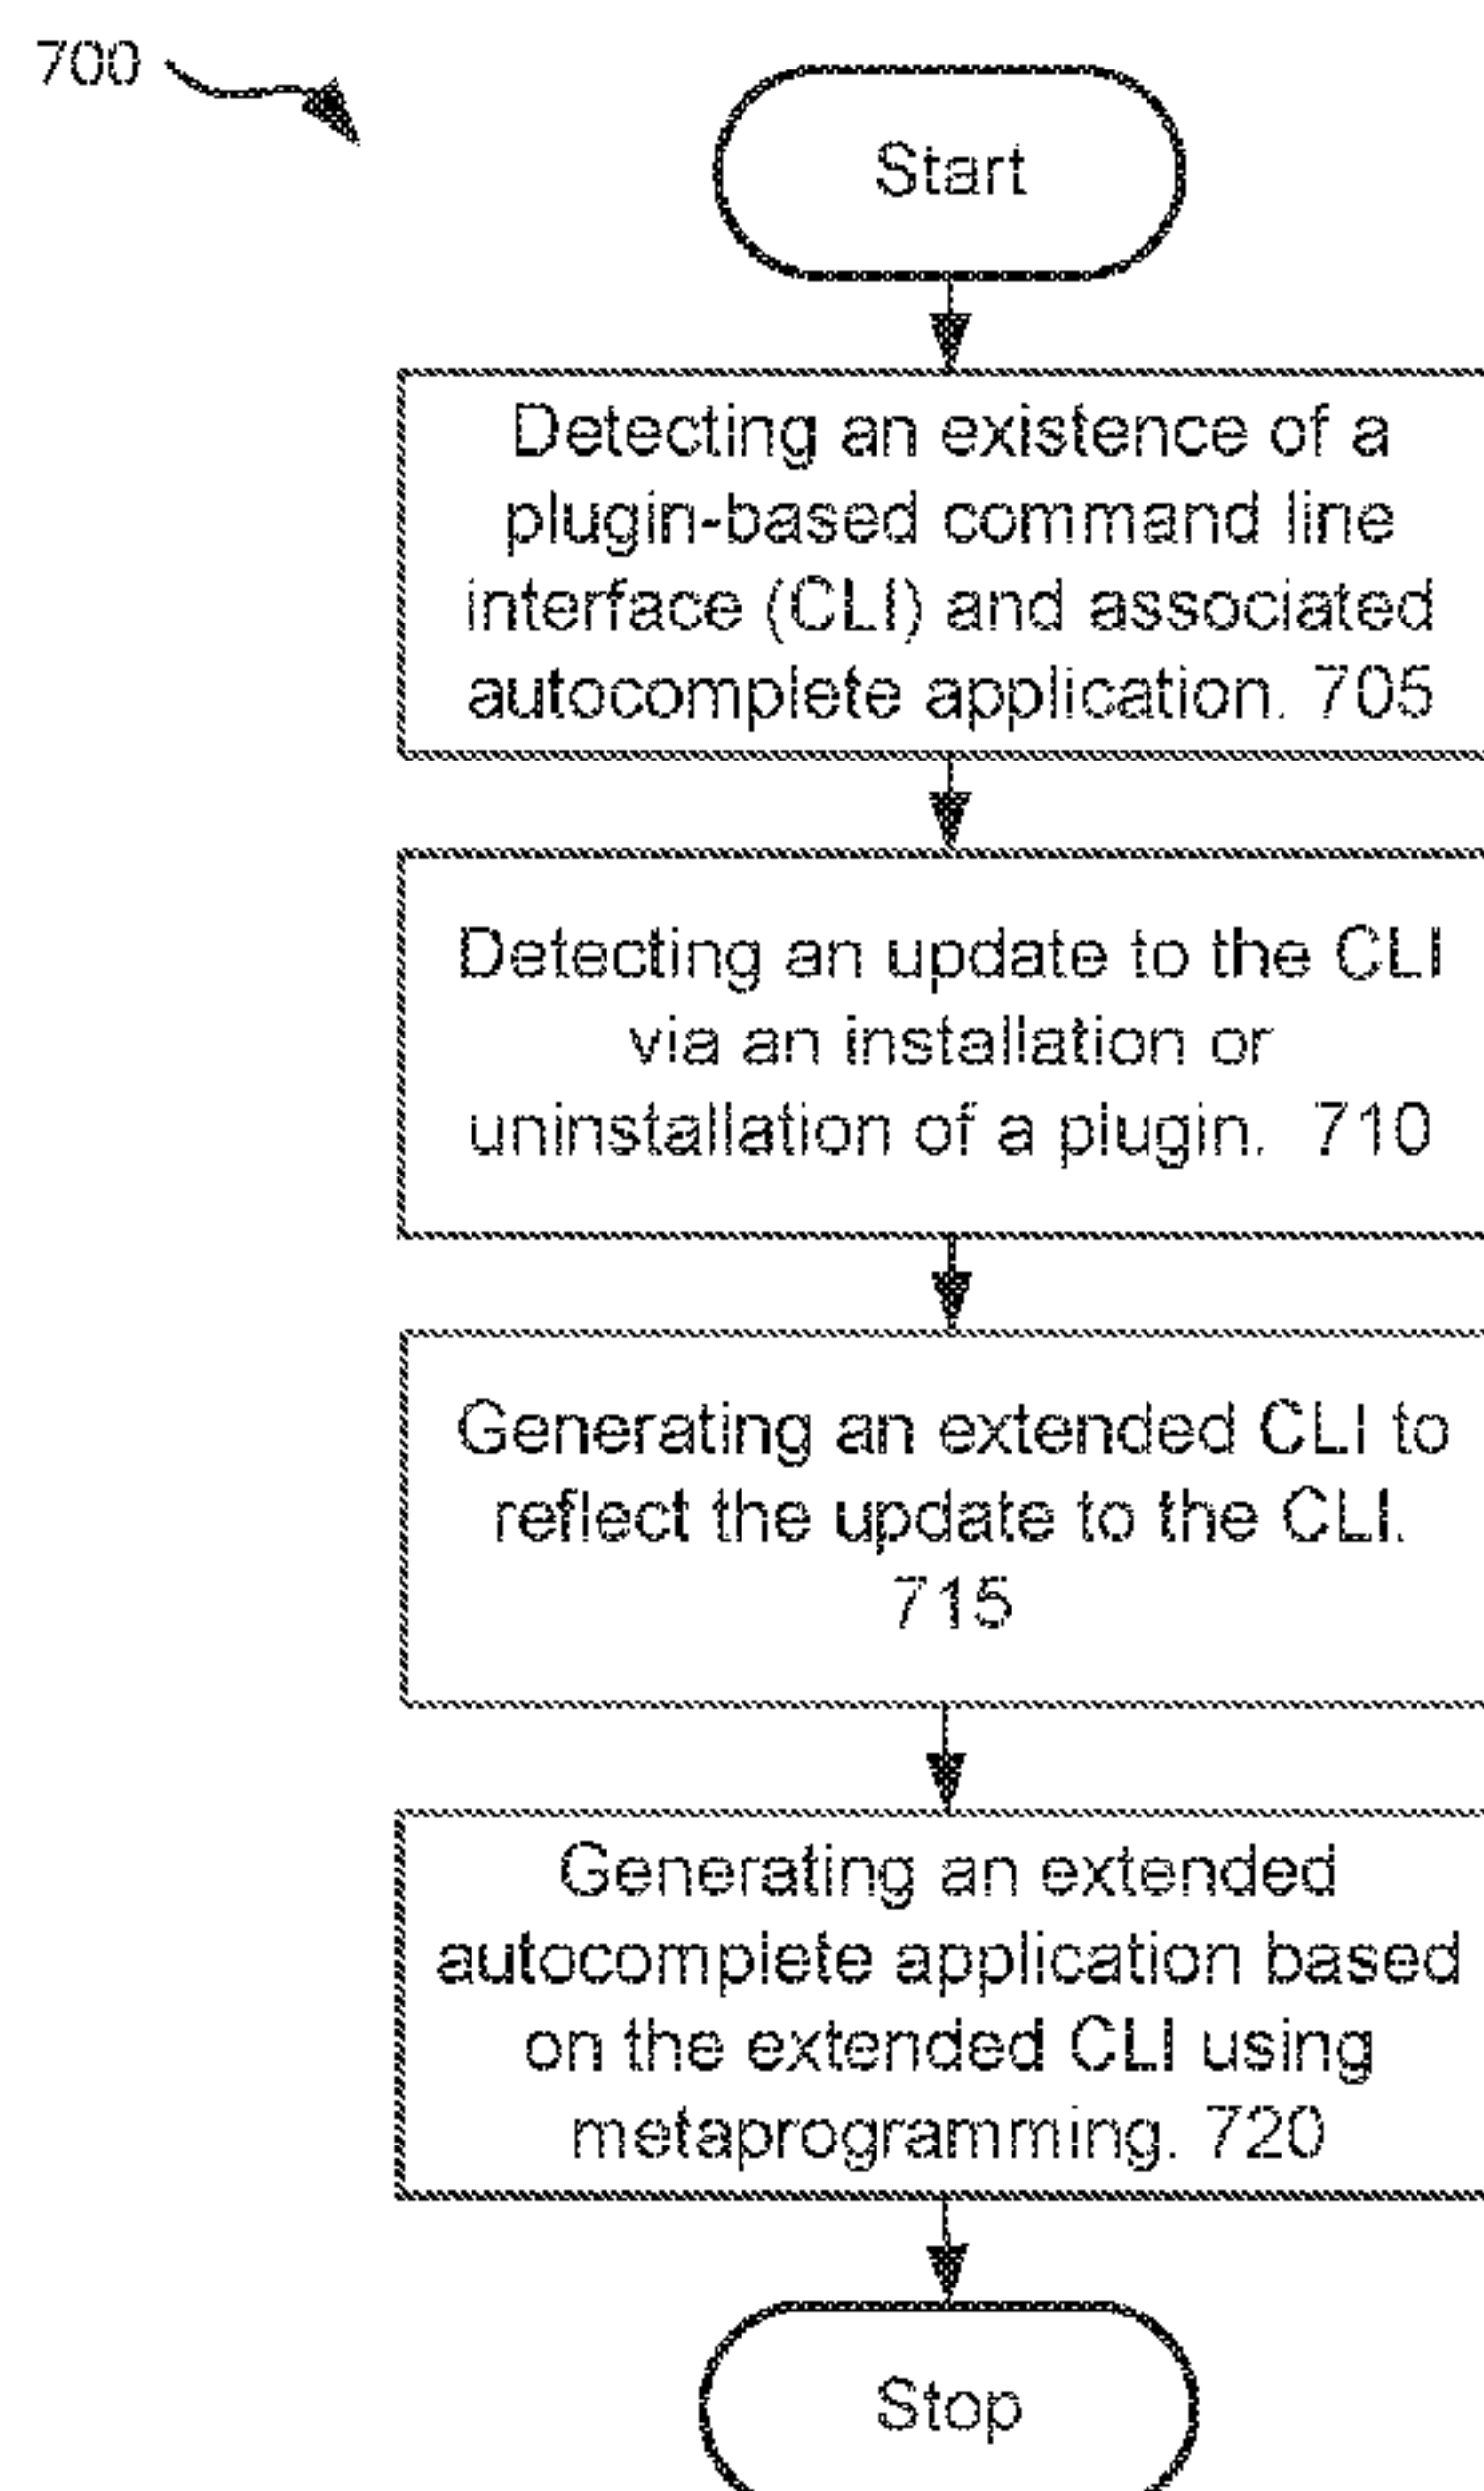 700
Start
Detecting an existence of a
plugin-based command line
interface (CLI) and associated
autocomplete application. 705
Detecting an update to the CLI
via an installation or
uninstallation of a plugin. 710
Generating an extended CLI to
reflect the update to the CLI.
715
Generating an extended
autocomplete application based
on the extended CLI using
metaprogramming. 720
Stop